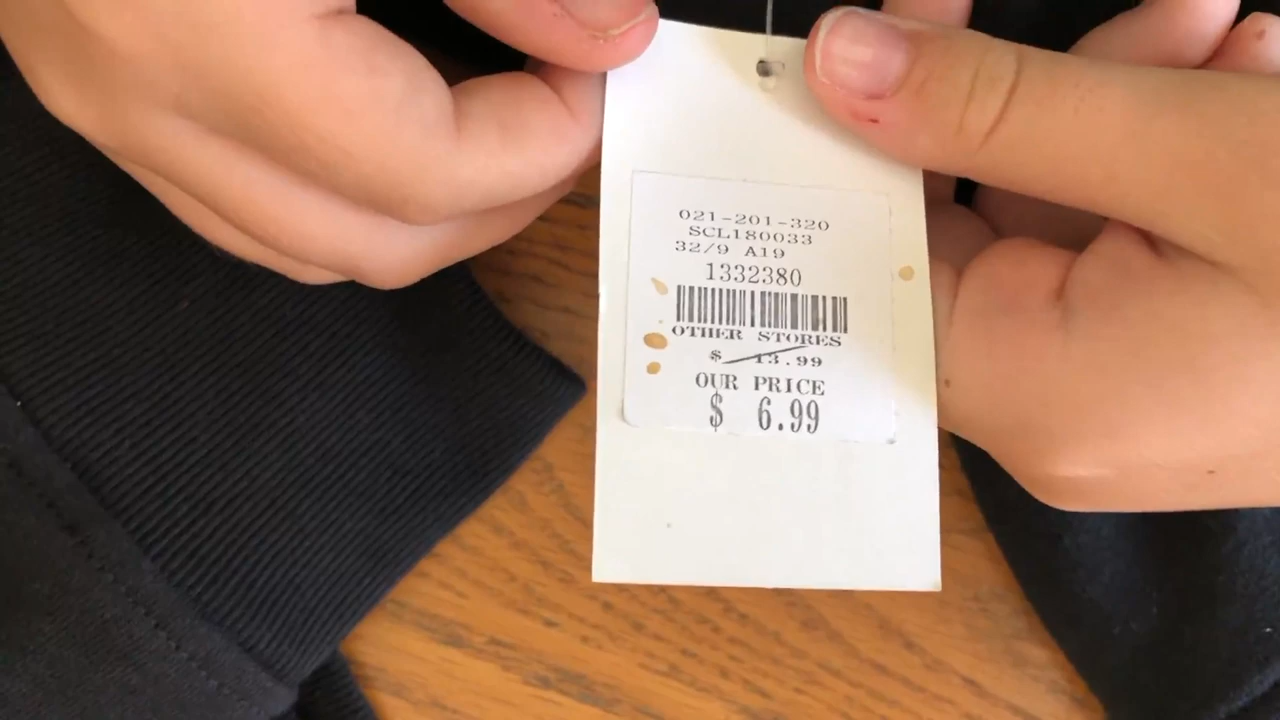 021-201-320
SCL180033
32/9 A19
1332380
OTHER STORES
$ 13.99
OUR PRICE
$ 6.99